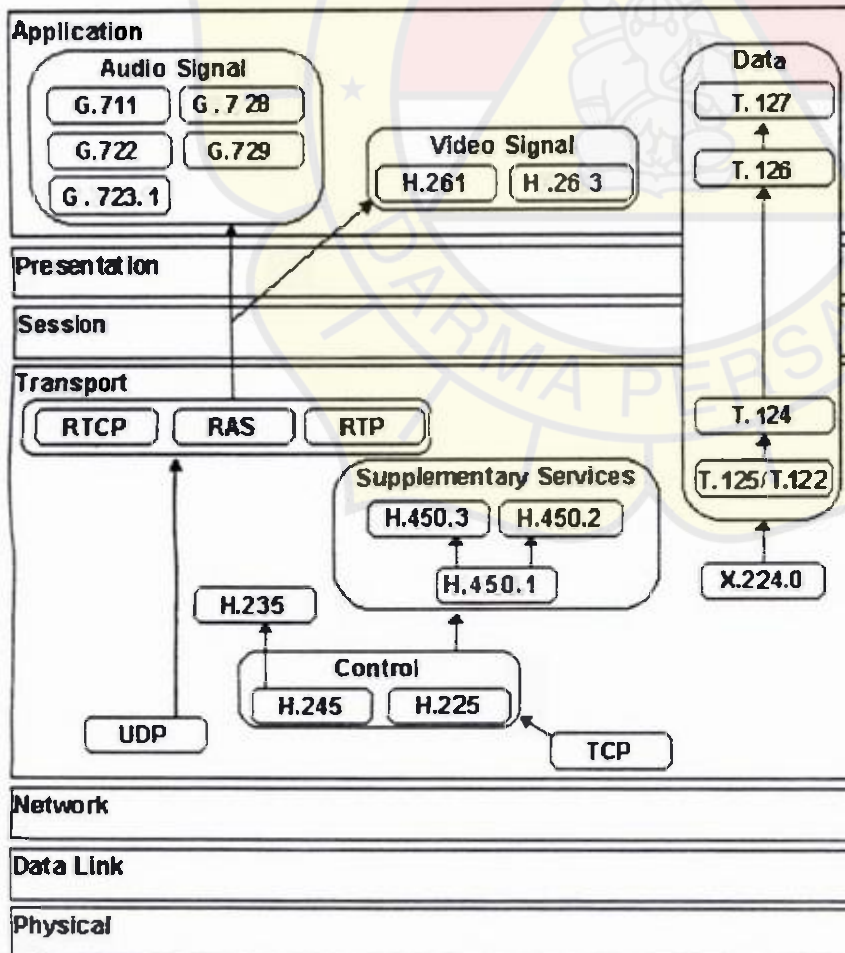 Application
Audio Signal
G.711 G.728
G.722 G.729
G.723.1
Video Signal
H.261 H.263
Data
T.127
T.126
Presentation
Session
Transport
RTCP RAS RTP
T.124
T.125/T.122
Supplementary Services
H.450.3 H.450.2
H.450.1
X.224.0
H.235
Control
H.245 H.225
UDP
TCP
Network
Data Link
Physical
DARMA PERSA